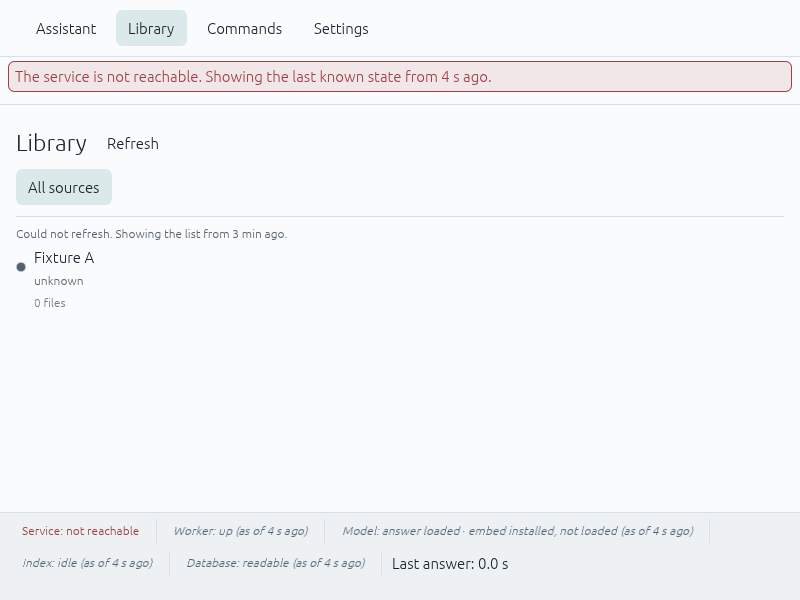 Assistant Library Commands Settings
The service is not reachable. Showing the last known state from 4 s ago.
Library Refresh
All sources
Could not refresh. Showing the list from 3 min ago.
Fixture A
unknown
0 files
Service: not reachable Worker: up (as of 4 s ago) Model: answer loaded · embed installed, not loaded (as of 4 s ago)
Index: idle (as of 4 s ago) Database: readable (as of 4 s ago) Last answer: 0.0 s